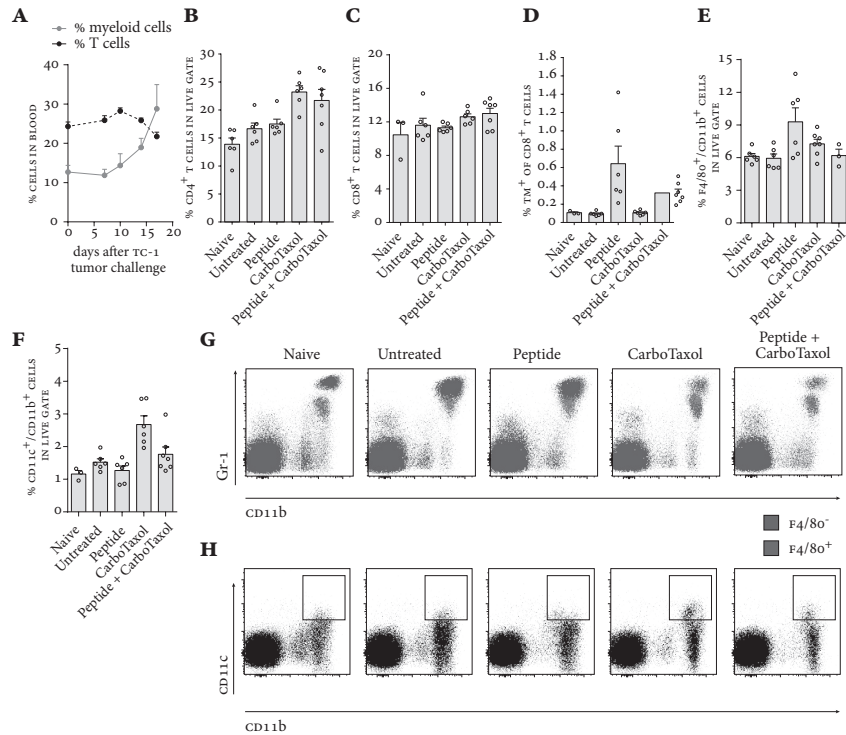 A
% myeloid cells
% T cells
% CELLS IN BLOOD
40
30
20
10
0
0 5 10 15 20
days after TC-1
tumor challenge
B
% CD4+ T CELLS IN LIVE GATE
30
25
20
15
10
5
0
Naive
Untreated
Peptide
CarboTaxol
Peptide + CarboTaxol
C
% CD8+ T CELLS IN LIVE GATE
20
16
12
8
4
0
Naive
Untreated
Peptide
CarboTaxol
Peptide + CarboTaxol
D
% TM+ OF CD8+ T CELLS
1.8
1.6
1.4
1.2
1.0
0.8
0.6
0.4
0.2
0
Naive
Untreated
Peptide
CarboTaxol
Peptide + CarboTaxol
E
% F4/80+/CD11b+ CELLS
IN LIVE GATE
15
12
9
6
3
0
Naive
Untreated
Peptide
CarboTaxol
Peptide + CarboTaxol
F
% CD11C+/CD11b+ CELLS
IN LIVE GATE
5
4
3
2
1
0
Naive
Untreated
Peptide
CarboTaxol
Peptide + CarboTaxol
G
Naive Untreated Peptide CarboTaxol Peptide +
CarboTaxol
Gr-1
CD11b
F4/80-
F4/80+
H
CD11C
CD11b